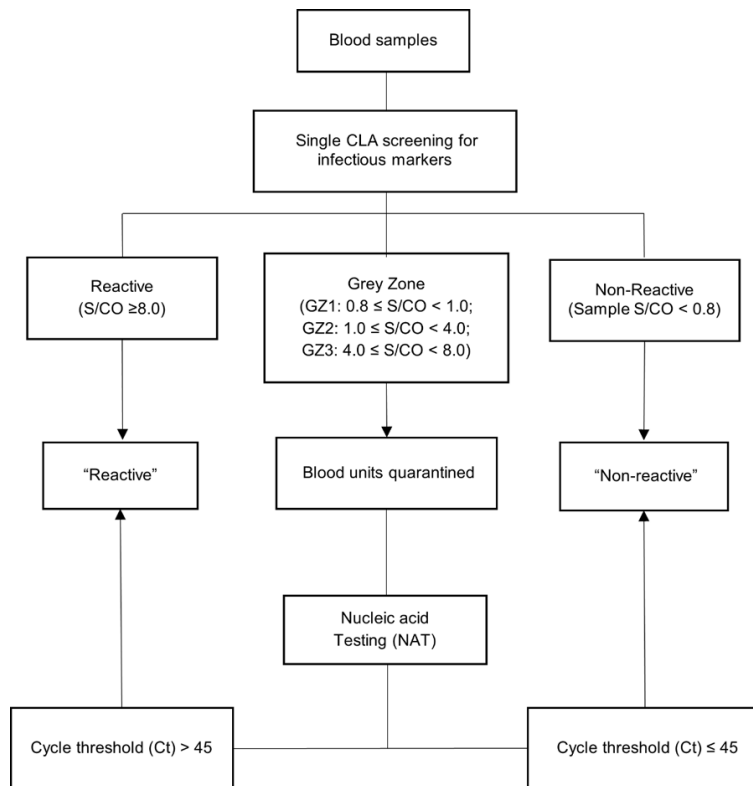 Blood samples
Single CLA screening for
infectious markers
Reactive
(S/CO ≥8.0)
Grey Zone
(GZ1: 0.8 ≤ S/CO < 1.0;
GZ2: 1.0 ≤ S/CO < 4.0;
GZ3: 4.0 ≤ S/CO < 8.0)
Non-Reactive
(Sample S/CO < 0.8)
“Reactive”
Blood units quarantined
“Non-reactive”
Nucleic acid
Testing (NAT)
Cycle threshold (Ct) > 45
Cycle threshold (Ct) ≤ 45